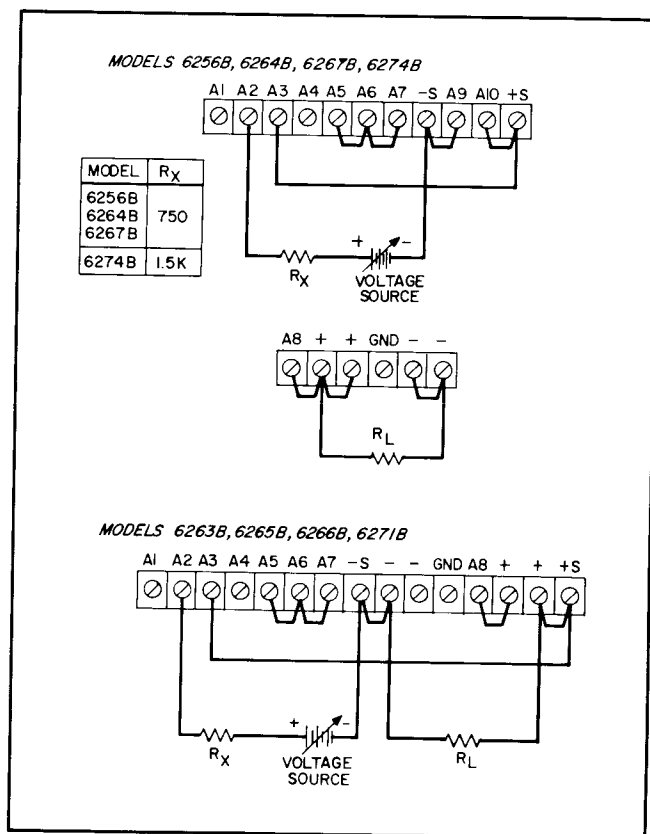 MODELS 6256B, 6264B, 6267B, 6274B
A1 A2 A3 A4 A5 A6 A7 -S A9 A10 +S
MODEL RX
6256B
6264B 750
6267B
6274B 1.5K
+ -
RX VOLTAGE
SOURCE
A8 + + GND - -
RL
MODELS 6263B, 6265B, 6266B, 6271B
A1 A2 A3 A4 A5 A6 A7 -S - - GND A8 + + +S
+ -
RX VOLTAGE RL
SOURCE